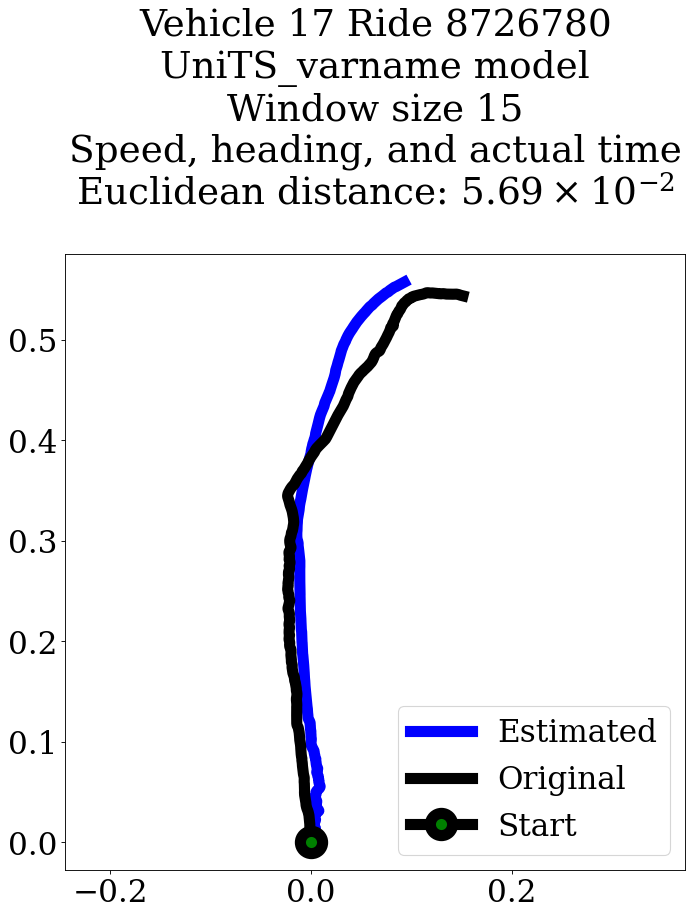 Vehicle 17 Ride 8726780
UniTS_varname model
Window size 15
Speed, heading, and actual time
Euclidean distance: 5.69 × 10⁻²
0.5
0.4
0.3
0.2
0.1
0.0
Estimated
Original
Start
−0.2 0.0 0.2